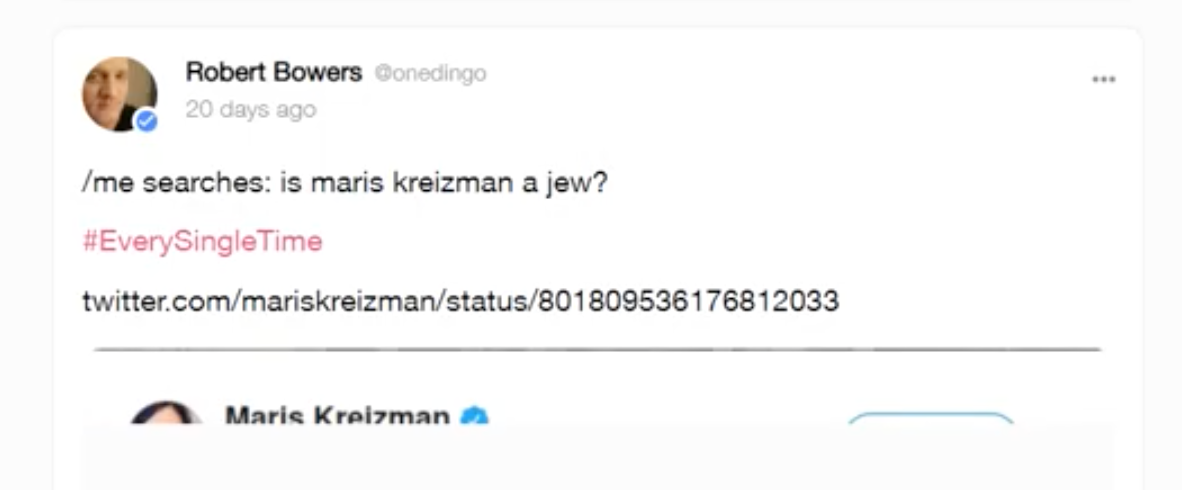 Robert Bowers @onedingo
20 days ago
/me searches: is maris kreizman a jew?
#EverySingleTime
twitter.com/mariskreizman/status/801809536176812033
Maris Kreizman